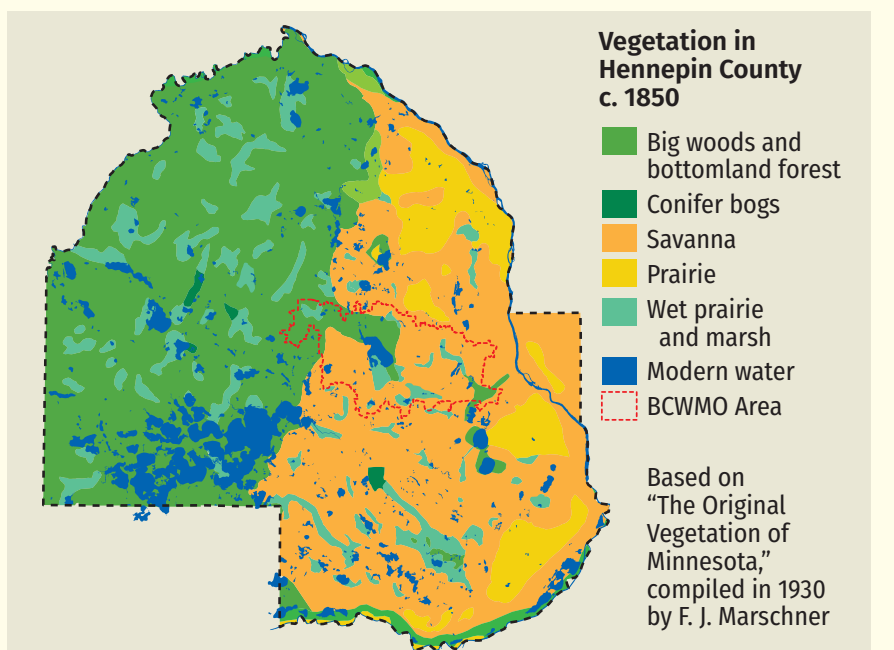 Vegetation in
Hennepin County
c. 1850
Big woods and
bottomland forest
Conifer bogs
Savanna
Prairie
Wet prairie
and marsh
Modern water
BCWMO Area
Based on
“The Original
Vegetation of
Minnesota,”
compiled in 1930
by F. J. Marschner